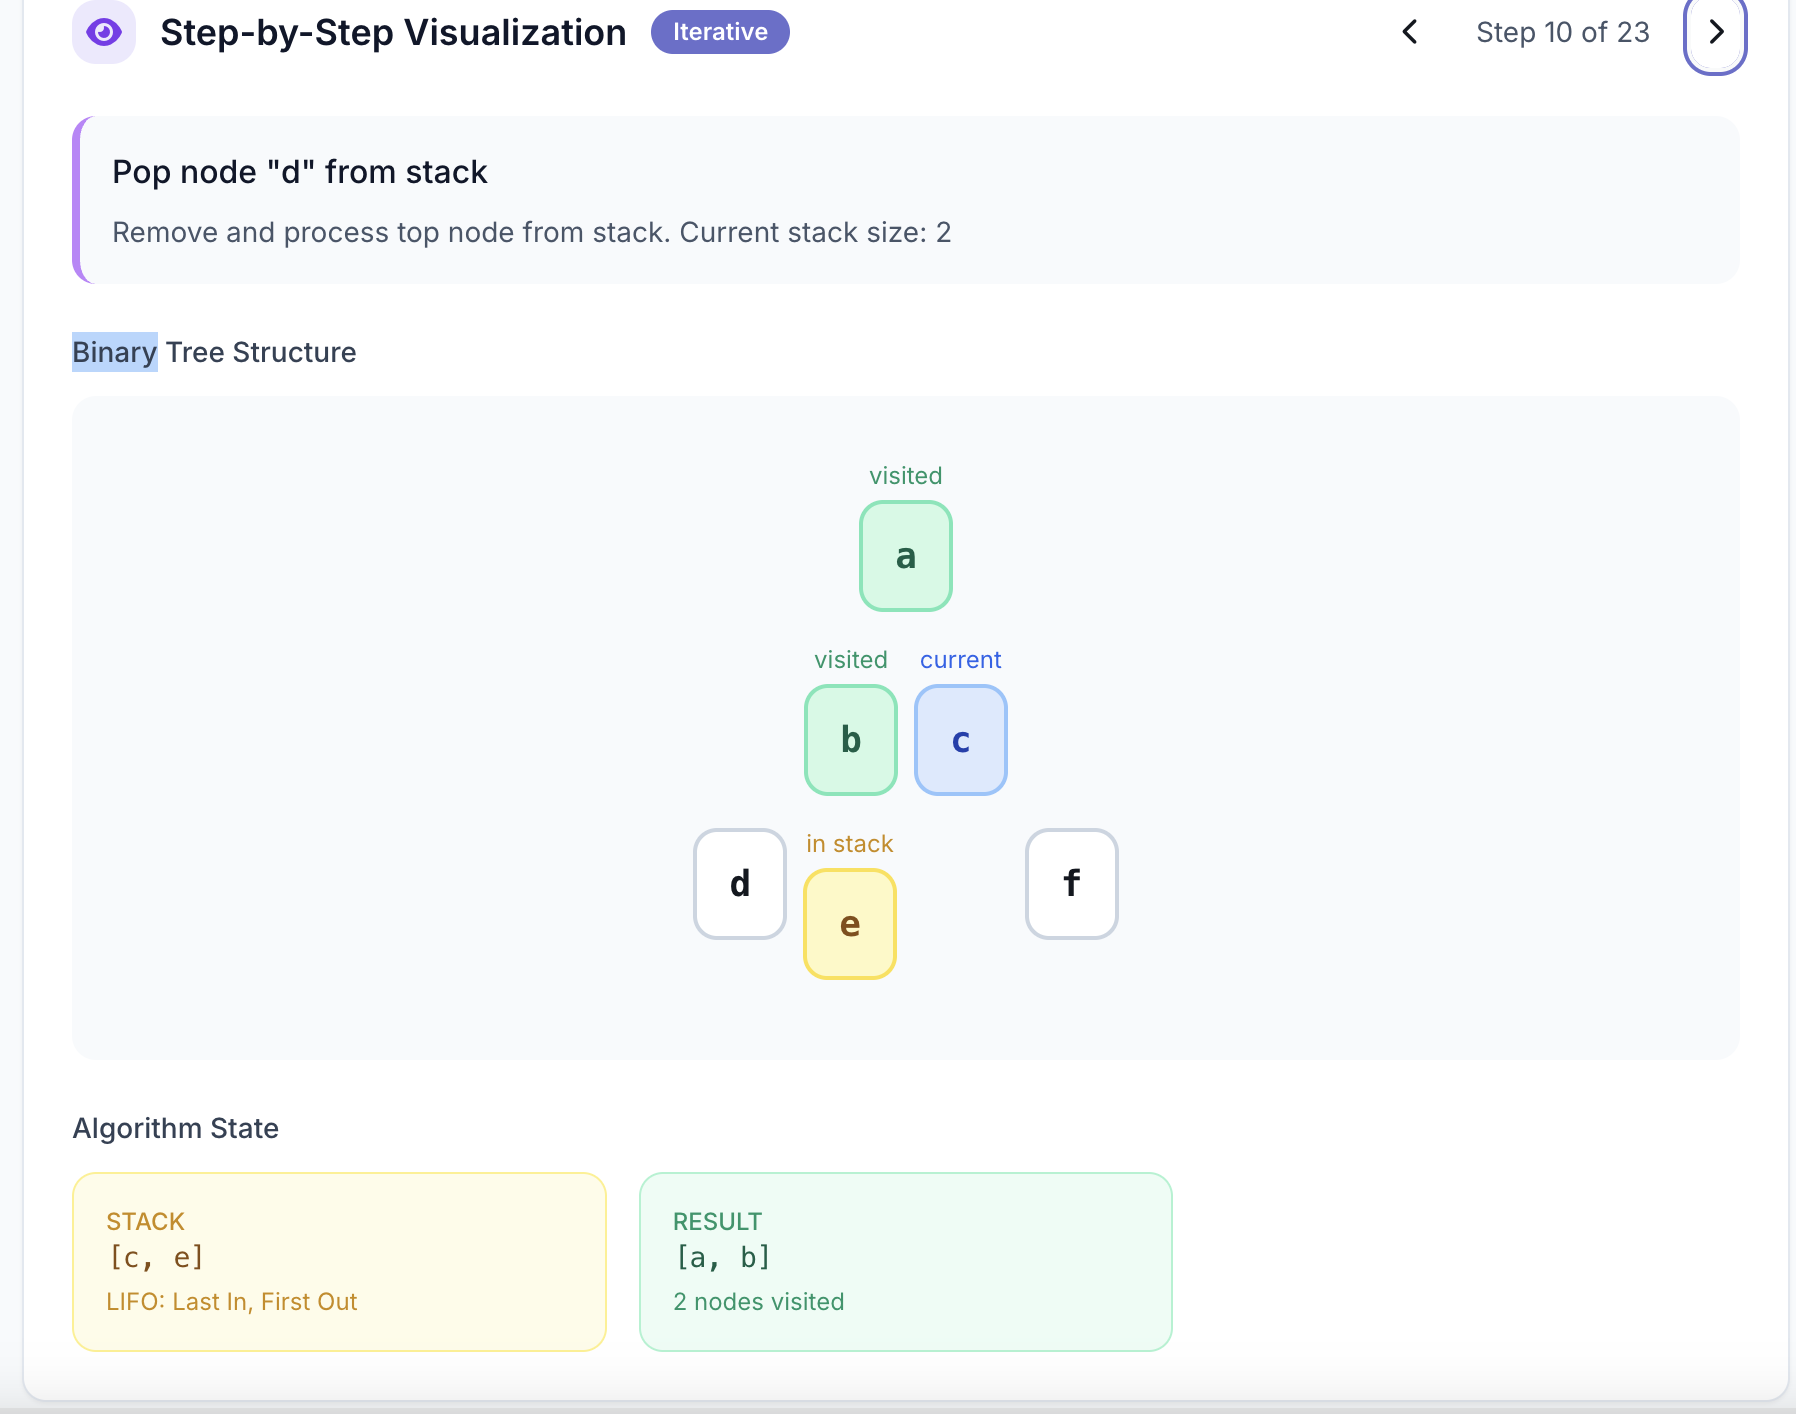 Step-by-Step Visualization Iterative Step 10 of 23
Pop node "d" from stack
Remove and process top node from stack. Current stack size: 2
Binary Tree Structure
visited
a
visited current
b c
in stack
d e f
Algorithm State
STACK
[c, e]
LIFO: Last In, First Out
RESULT
[a, b]
2 nodes visited